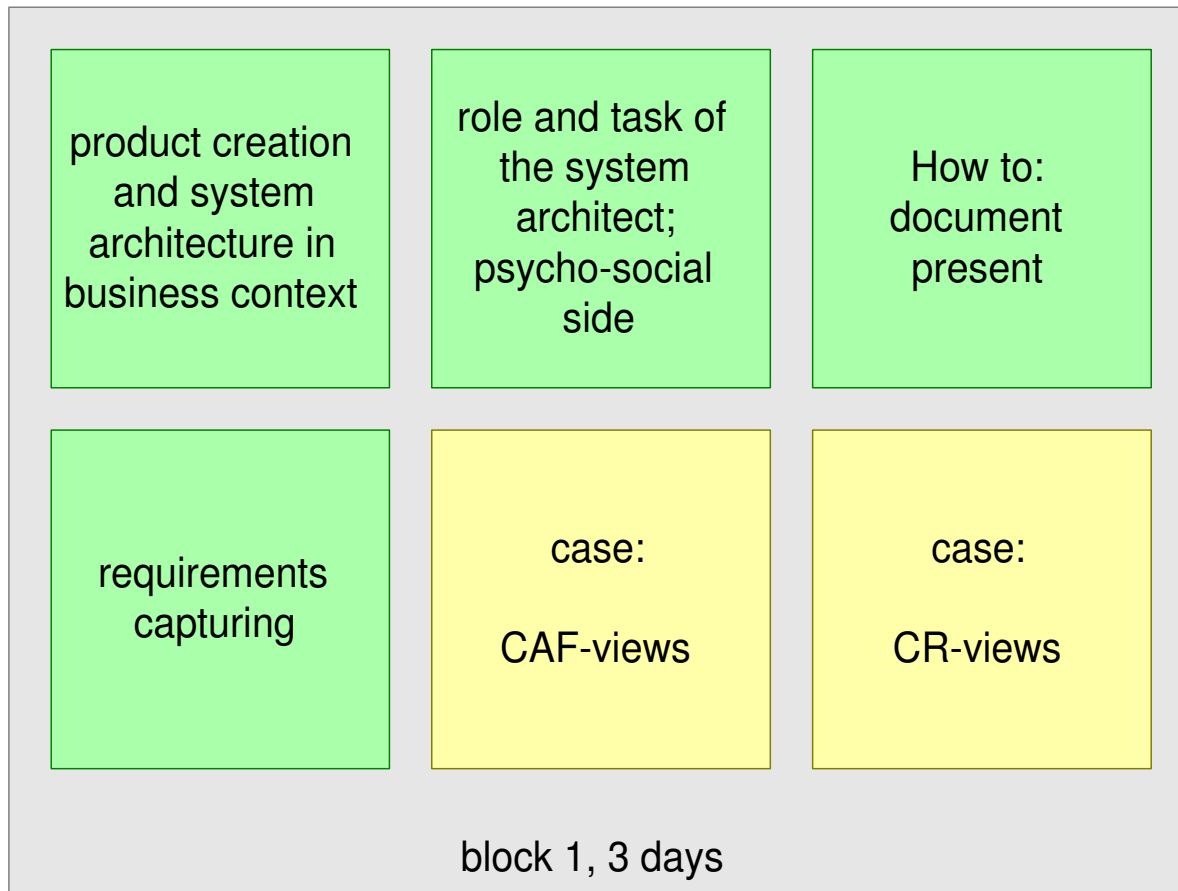 product creation
and system
architecture in
business context
role and task of
the system
architect;
psycho-social
side
How to:
document
present
requirements
capturing
case:
CAF-views
case:
CR-views
block 1, 3 days